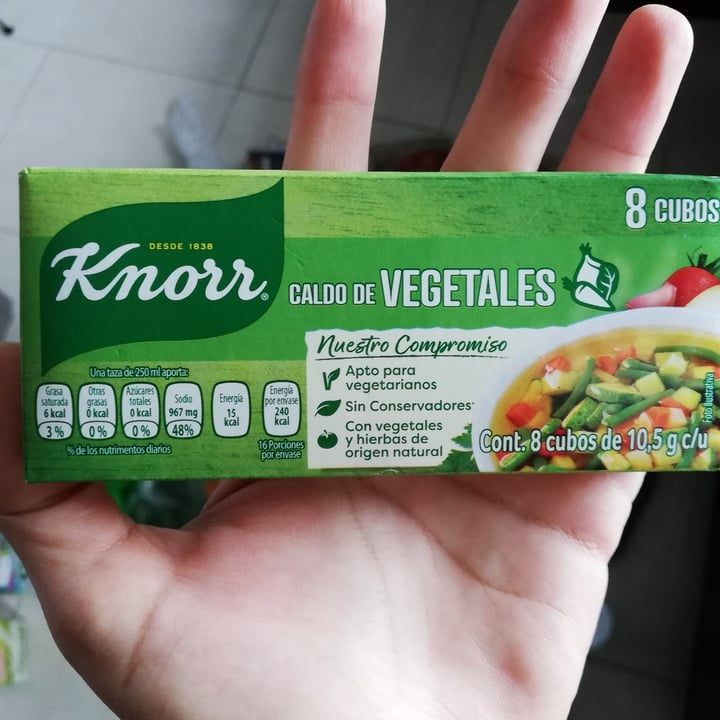 8 CUBOS
DESDE 1838
Knorr®
CALDO DE VEGETALES
Nuestro Compromiso
Apto para
vegetarianos
Sin Conservadores*
Con vegetales
y hierbas de
origen natural
Cont. 8 cubos de 10,5 g c/u
Foto Ilustrativa
Una taza de 250 ml aporta:
Grasa
saturada
6 kcal
3 %
Otras
grasas
0 kcal
0 %
Azúcares
totales
0 kcal
0 %
Sodio
967 mg
48%
Energía
15
kcal
Energía
por envase
240
kcal
% de los nutrimentos diarios
16 Porciones
por envase